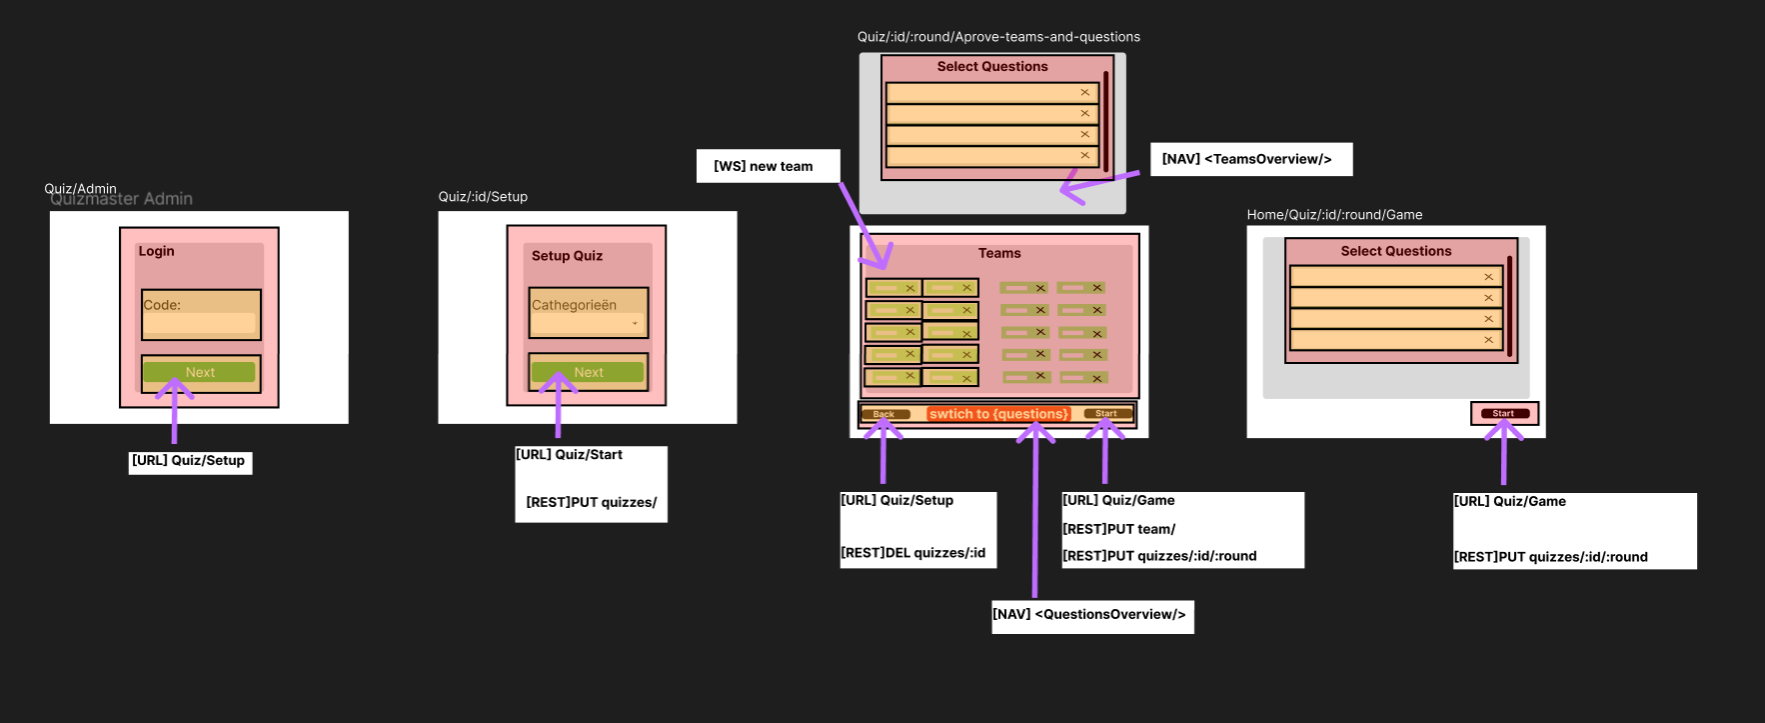 Quiz/Admin
Quizmaster Admin
Login
Code:
Next
[URL] Quiz/Setup
Quiz/:id/Setup
Setup Quiz
Cathegorieën
Next
[URL] Quiz/Start
[REST]PUT quizzes/
Quiz/:id/:round/Aprove-teams-and-questions
Select Questions
×
×
×
×
[WS] new team
[NAV] <TeamsOverview/>
Teams
× × × ×
× × × ×
× × × ×
× × × ×
× × × ×
Back swtich to {questions} Start
[URL] Quiz/Setup
[REST]DEL quizzes/:id
[URL] Quiz/Game
[REST]PUT team/
[REST]PUT quizzes/:id/:round
[NAV] <QuestionsOverview/>
Home/Quiz/:id/:round/Game
Select Questions
×
×
×
×
Start
[URL] Quiz/Game
[REST]PUT quizzes/:id/:round